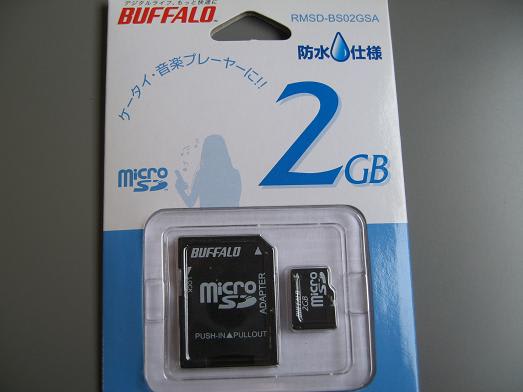 デジタルライフ、もっと快適に
BUFFALO
RMSD-BS02GSA
防水仕様
ケータイ・音楽プレーヤーに!!
2GB
micro
SD
BUFFALO
LOCK
micro
SD
ADAPTER
PUSH-IN▲PULLOUT
BUFFALO
micro
SD
2GB